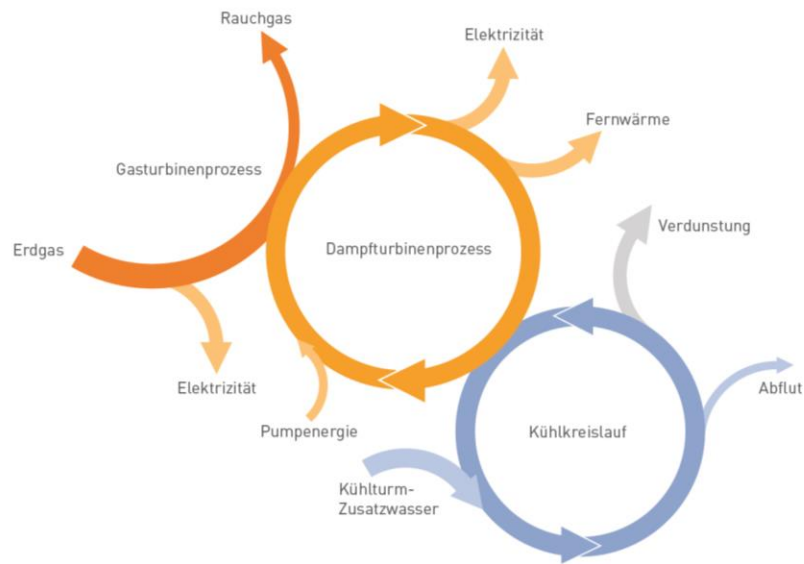 Rauchgas
Elektrizität
Fernwärme
Gasturbinenprozess
Verdunstung
Erdgas
Dampfturbinenprozess
Elektrizität
Abflut
Pumpenergie
Kühlkreislauf
Kühlturm-
Zusatzwasser